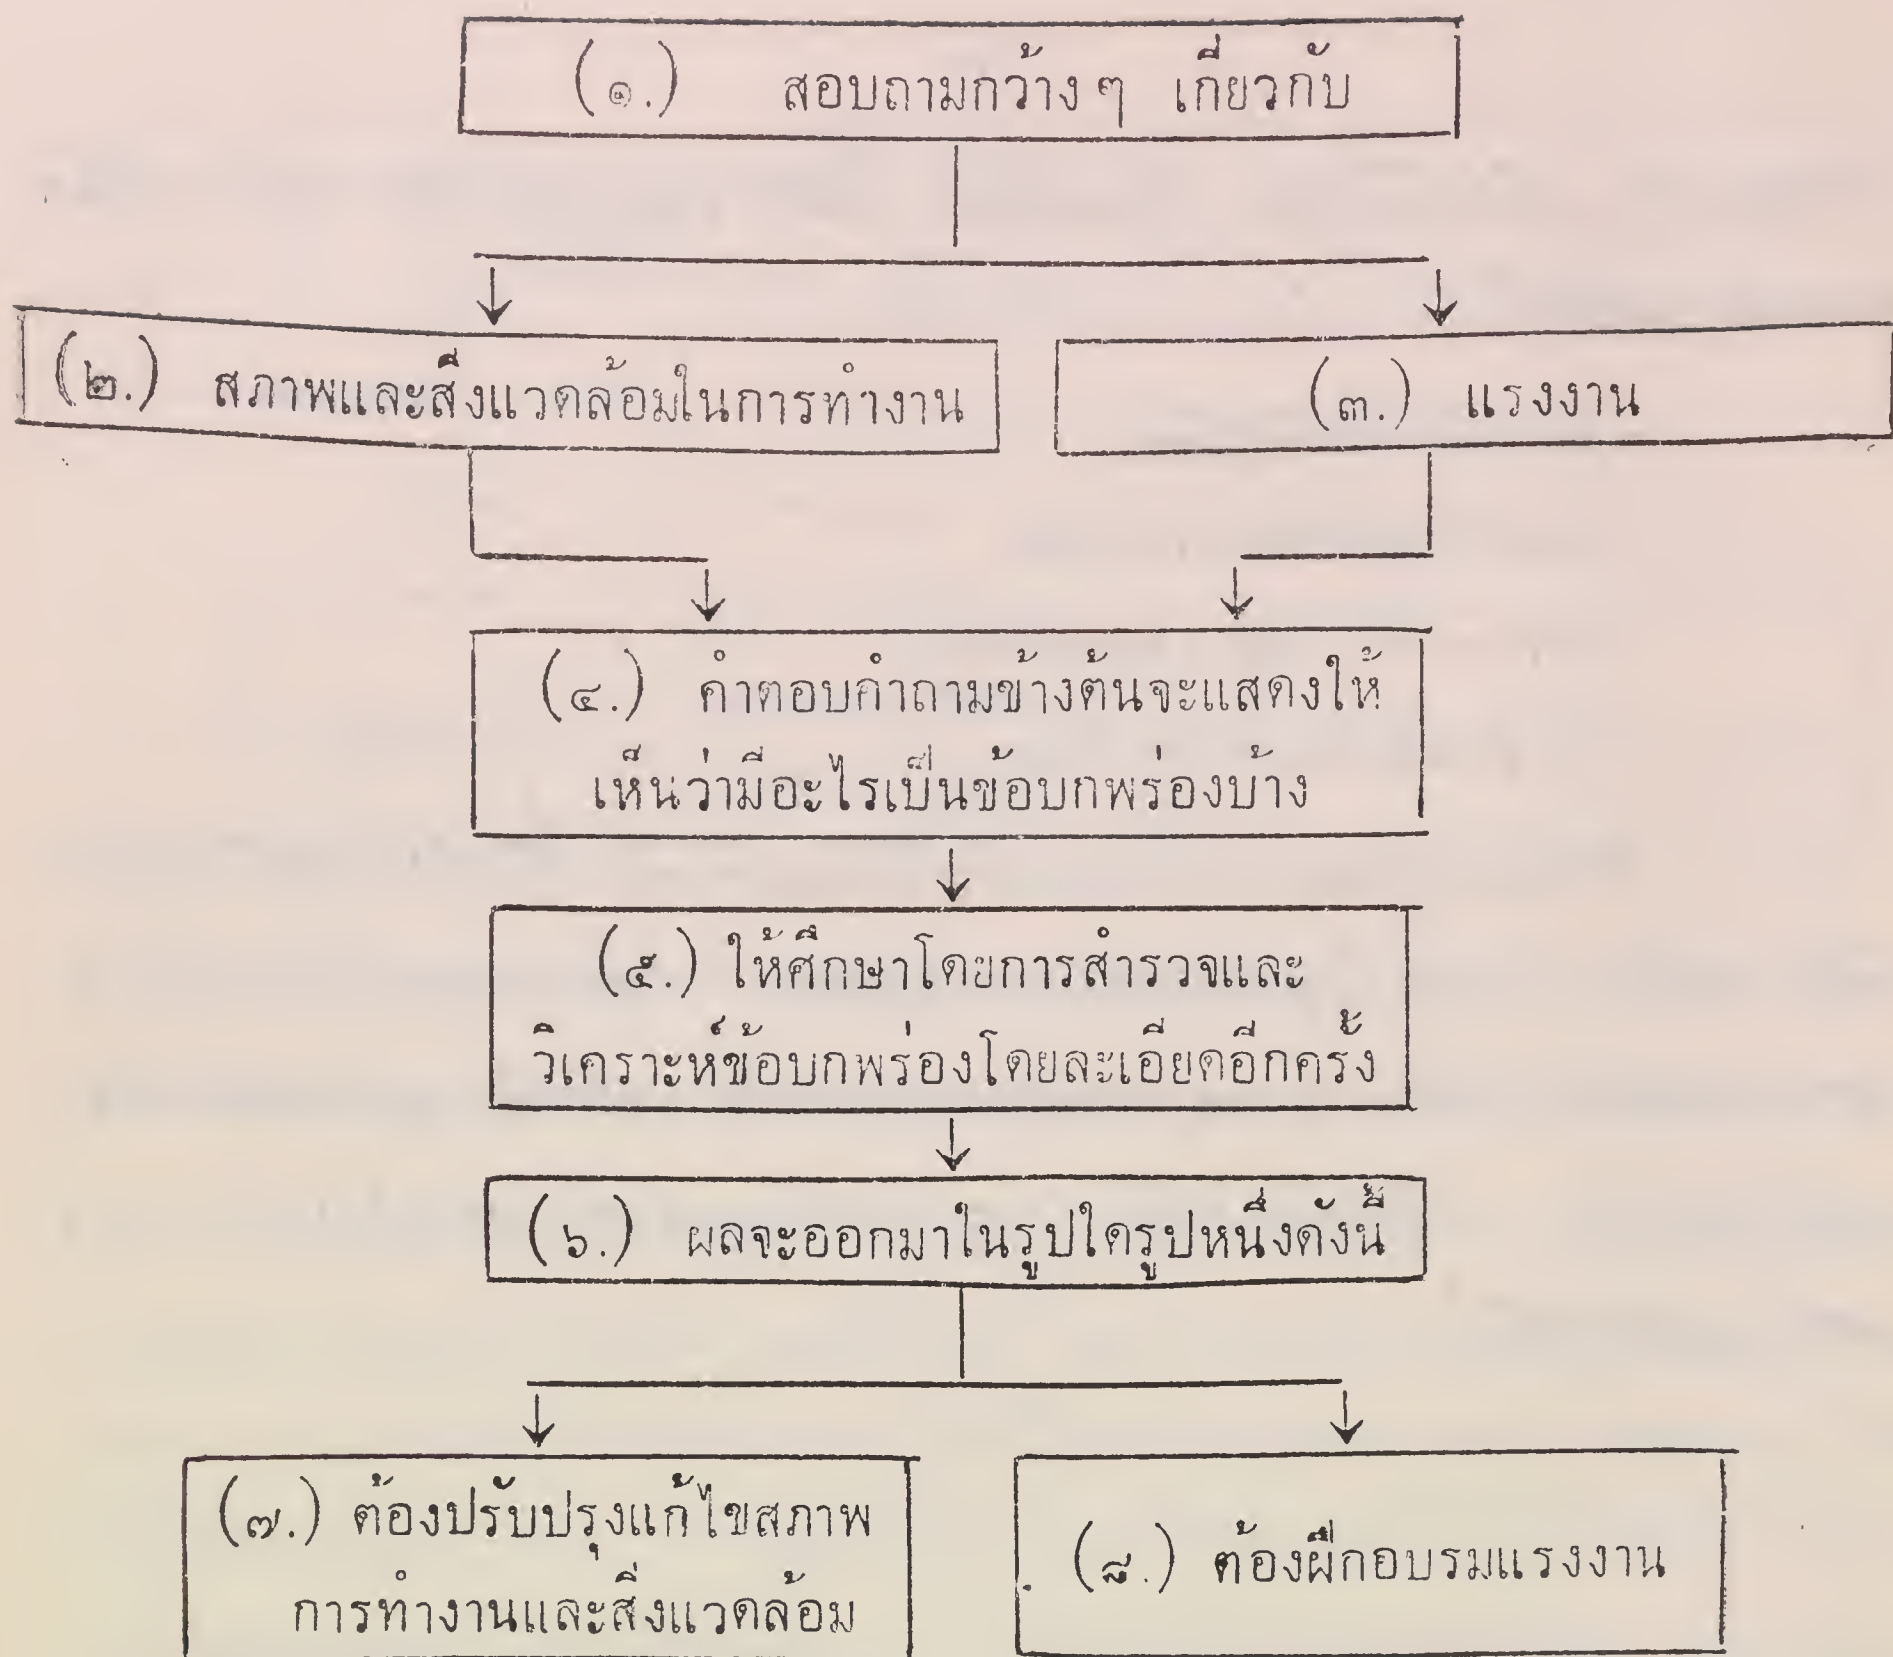 (๑.) สอบถามกว้าง ๆ เกี่ยวกับ
(๒.) สภาพและสิ่งแวดล้อมในการทำงาน
(๓.) แรงงาน
(๔.) คำตอบคำถามข้างต้นจะแสดงให้
เห็นว่ามีอะไรเป็นข้อบกพร่องบ้าง
(๕.) ให้ศึกษาโดยการสำรวจและ
วิเคราะห์ข้อบกพร่องโดยละเอียดอีกครั้ง
(๖.) ผลจะออกมาในรูปใดรูปหนึ่งดังนี้
(๗.) ต้องปรับปรุงแก้ไขสภาพ
การทำงานและสิ่งแวดล้อม
(๘.) ต้องฝึกอบรมแรงงาน